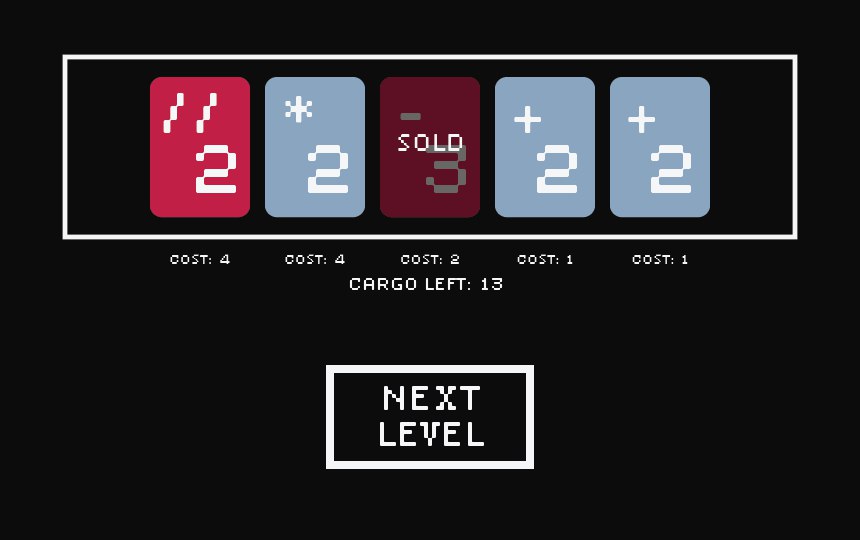 // 2
* 2
- 3
SOLD
+ 2
+ 2
COST: 4 COST: 4 COST: 2 COST: 1 COST: 1
CARGO LEFT: 13
NEXT
LEVEL